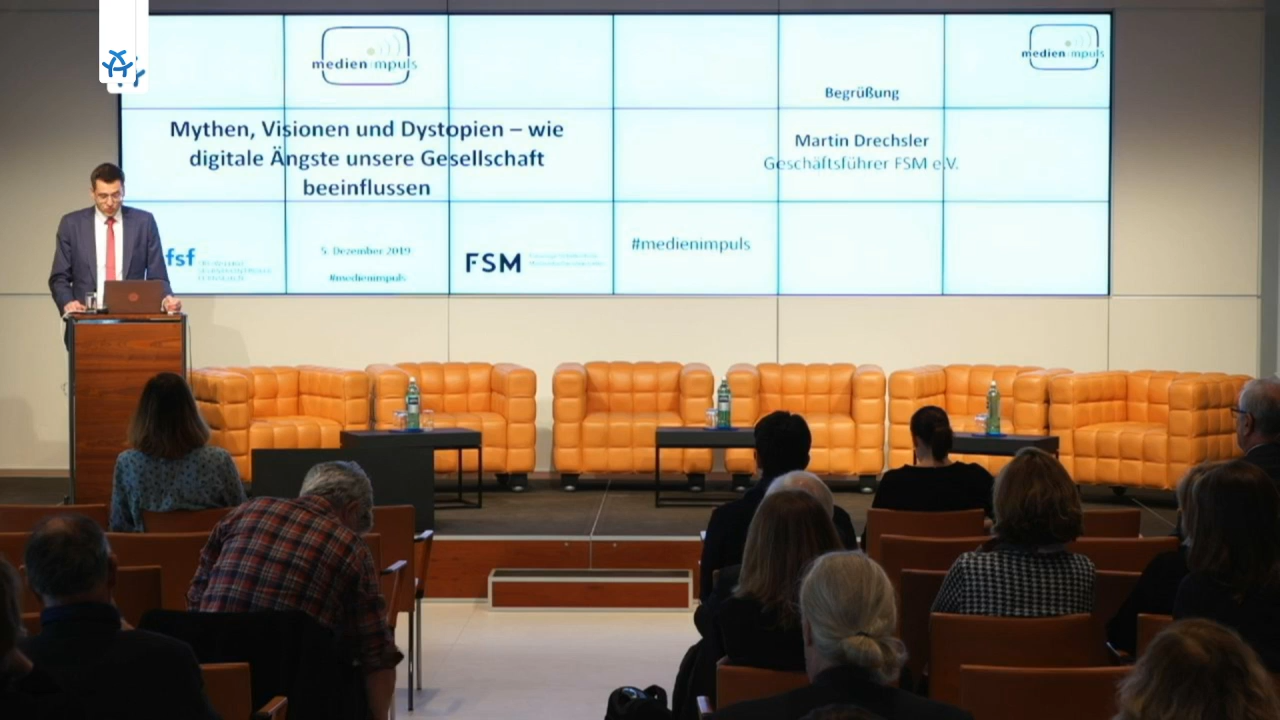 medienimpuls
Mythen, Visionen und Dystopien – wie
digitale Ängste unsere Gesellschaft
beeinflussen
fsf
5. Dezember 2019
#medienimpuls
FSM
medienimpuls
Begrüßung
Martin Drechsler
Geschäftsführer FSM e.V.
#medienimpuls